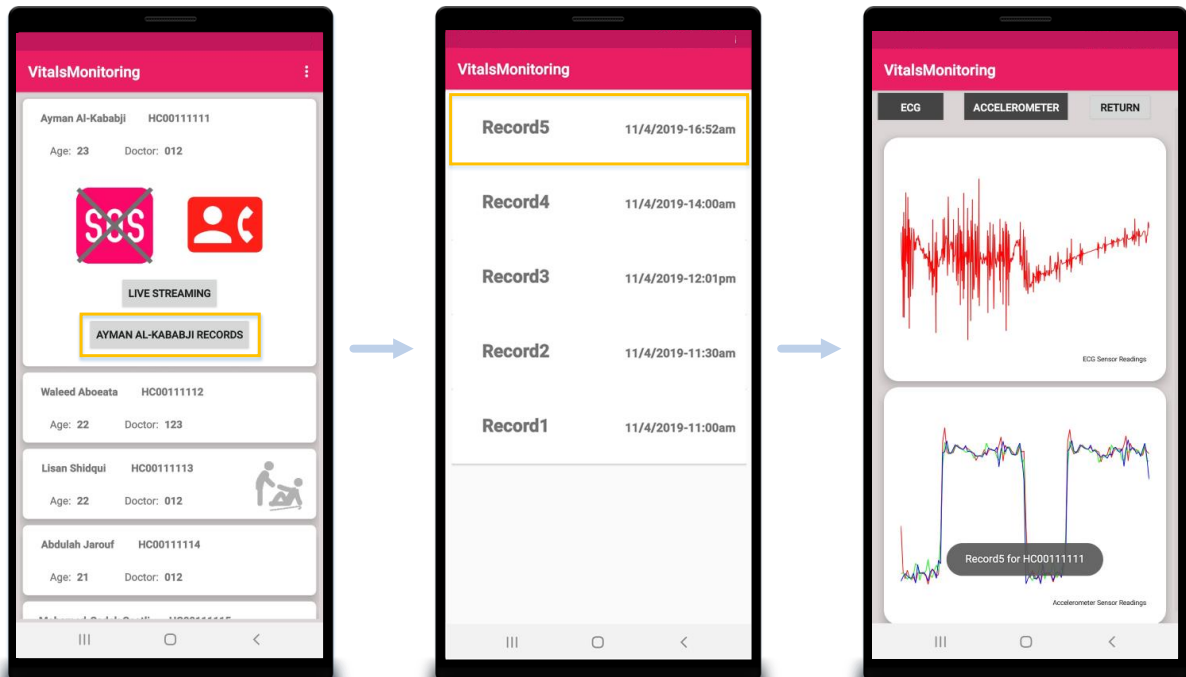 VitalsMonitoring
Ayman Al-Kababji HC00111111
Age: 23 Doctor: 012
SOS
LIVE STREAMING
AYMAN AL-KABABJI RECORDS
Waleed Aboeata HC00111112
Age: 22 Doctor: 123
Lisan Shidqui HC00111113
Age: 22 Doctor: 012
Abdulah Jarouf HC00111114
Age: 21 Doctor: 012
VitalsMonitoring
Record5 11/4/2019-16:52am
Record4 11/4/2019-14:00am
Record3 11/4/2019-12:01pm
Record2 11/4/2019-11:30am
Record1 11/4/2019-11:00am
VitalsMonitoring
ECG ACCELEROMETER RETURN
ECG Sensor Readings
Record5 for HC00111111
Accelerometer Sensor Readings